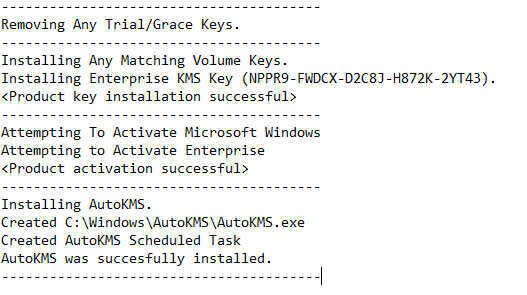 ---------------------------------------
Removing Any Trial/Grace Keys.
---------------------------------------
Installing Any Matching Volume Keys.
Installing Enterprise KMS Key (NPPR9-FWDCX-D2C8J-H872K-2YT43).
<Product key installation successful>
---------------------------------------
Attempting To Activate Microsoft Windows
Attempting to Activate Enterprise
<Product activation successful>
---------------------------------------
Installing AutoKMS.
Created C:\Windows\AutoKMS\AutoKMS.exe
Created AutoKMS Scheduled Task
AutoKMS was succesfully installed.
---------------------------------------